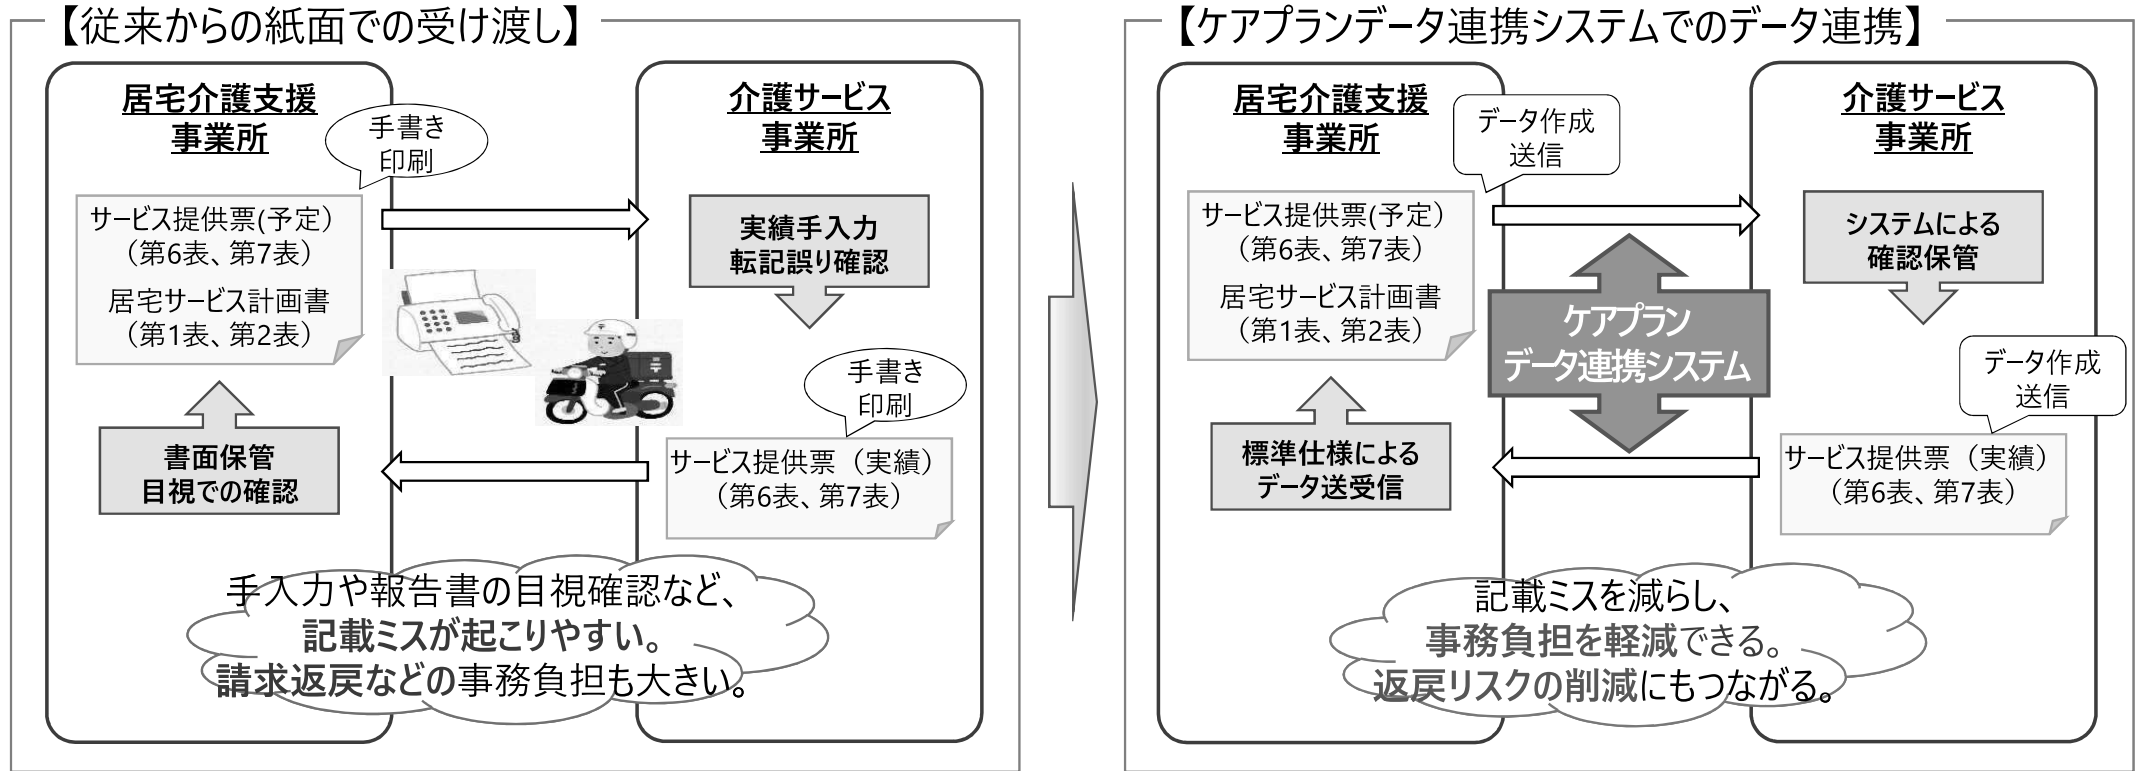 【従来からの紙面での受け渡し】
居宅介護支援
事業所
手書き
印刷
介護サービス
事業所
サービス提供票(予定）
（第6表、第7表）
居宅サービス計画書
（第1表、第2表）
実績手入力
転記誤り確認
書面保管
目視での確認
手書き
印刷
サービス提供票（実績）
（第6表、第7表）
手入力や報告書の目視確認など、
記載ミスが起こりやすい。
請求返戻などの事務負担も大きい。
【ケアプランデータ連携システムでのデータ連携】
居宅介護支援
事業所
データ作成
送信
介護サービス
事業所
サービス提供票(予定）
（第6表、第7表）
居宅サービス計画書
（第1表、第2表）
システムによる
確認保管
ケアプラン
データ連携システム
標準仕様による
データ送受信
データ作成
送信
サービス提供票（実績）
（第6表、第7表）
記載ミスを減らし、
事務負担を軽減できる。
返戻リスクの削減にもつながる。